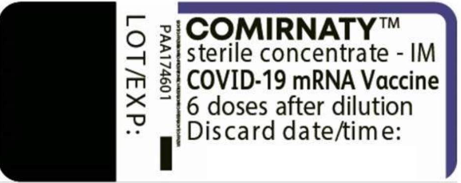 LOT/EXP:
PAA174601
COMIRNATY™
sterile concentrate - IM
COVID-19 mRNA Vaccine
6 doses after dilution
Discard date/time: